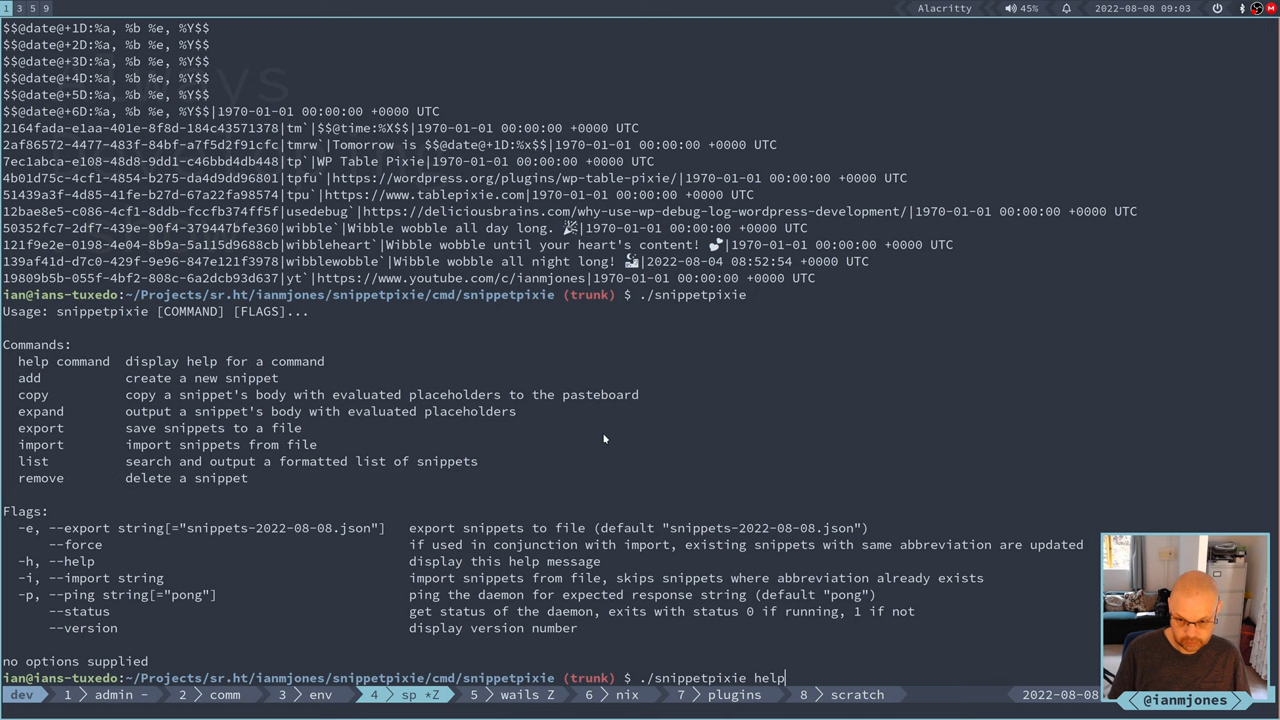 1 3 5 9 Alacritty 45% 2022-08-08 09:03
$$@date@+1D:%a, %b %e, %Y$$
$$@date@+2D:%a, %b %e, %Y$$
$$@date@+3D:%a, %b %e, %Y$$
$$@date@+4D:%a, %b %e, %Y$$
$$@date@+5D:%a, %b %e, %Y$$
$$@date@+6D:%a, %b %e, %Y$$|1970-01-01 00:00:00 +0000 UTC
2164fada-e1aa-401e-8f8d-184c43571378|tm`|$$@time:%X$$|1970-01-01 00:00:00 +0000 UTC
2af86572-4477-483f-84bf-a7f5d2f91cfc|tmrw`|Tomorrow is $$@date@+1D:%x$$|1970-01-01 00:00:00 +0000 UTC
7ec1abca-e108-48d8-9dd1-c46bbd4db448|tp`|WP Table Pixie|1970-01-01 00:00:00 +0000 UTC
4b01d75c-4cf1-4854-b275-da4d9dd96801|tpfu`|https://wordpress.org/plugins/wp-table-pixie/|1970-01-01 00:00:00 +0000 UTC
51439a3f-4d85-41fe-b27d-67a22fa98574|tpu`|https://www.tablepixie.com|1970-01-01 00:00:00 +0000 UTC
12bae8e5-c086-4cf1-8ddb-fccfb374ff5f|usedebug`|https://deliciousbrains.com/why-use-wp-debug-log-wordpress-development/|1970-01-01 00:00:00 +0000 UTC
50352fc7-2df7-439e-90f4-379447bfe360|wibble`|Wibble wobble all day long. 🎉|1970-01-01 00:00:00 +0000 UTC
121f9e2e-0198-4e04-8b9a-5a115d9688cb|wibbleheart`|Wibble wobble until your heart's content! 💕|1970-01-01 00:00:00 +0000 UTC
139af41d-d7c0-429f-9e96-847e121f3978|wibblewobble`|Wibble wobble all night long! |2022-08-04 08:52:54 +0000 UTC
19809b5b-055f-4bf2-808c-6a2dcb93d637|yt`|https://www.youtube.com/c/ianmjones|1970-01-01 00:00:00 +0000 UTC
ian@ians-tuxedo:~/Projects/sr.ht/ianmjones/snippetpixie/cmd/snippetpixie (trunk) $ ./snippetpixie
Usage: snippetpixie [COMMAND] [FLAGS]...
Commands:
help command display help for a command
add create a new snippet
copy copy a snippet's body with evaluated placeholders to the pasteboard
expand output a snippet's body with evaluated placeholders
export save snippets to a file
import import snippets from file
list search and output a formatted list of snippets
remove delete a snippet
Flags:
-e, --export string[="snippets-2022-08-08.json"] export snippets to file (default "snippets-2022-08-08.json")
--force if used in conjunction with import, existing snippets with same abbreviation are updated
-h, --help display this help message
-i, --import string import snippets from file, skips snippets where abbreviation already exists
-p, --ping string[="pong"] ping the daemon for expected response string (default "pong")
--status get status of the daemon, exits with status 0 if running, 1 if not
--version display version number
no options supplied
ian@ians-tuxedo:~/Projects/sr.ht/ianmjones/snippetpixie/cmd/snippetpixie (trunk) $ ./snippetpixie help
dev 1 admin - 2 comm 3 env 4 sp *Z 5 wails Z 6 nix 7 plugins 8 scratch 2022-08-08
@ianmjones